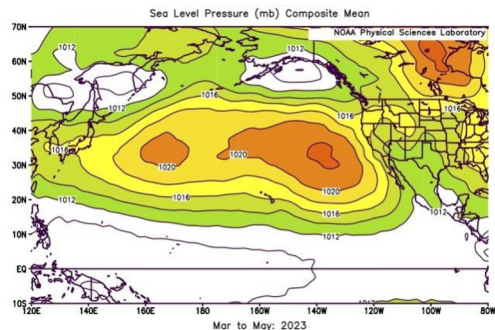 Sea Level Pressure (mb) Composite Mean
NOAA Physical Sciences Laboratory
70N
60N
50N
40N
30N
20N
10N
EQ
10S
120E 140E 160E 180 160W 140W 120W 100W 80W
1012
1012
1012
1016
1012
1016
1016
1020
1020
1020
1016
1016
1012
1012
1012
Mar to May: 2023